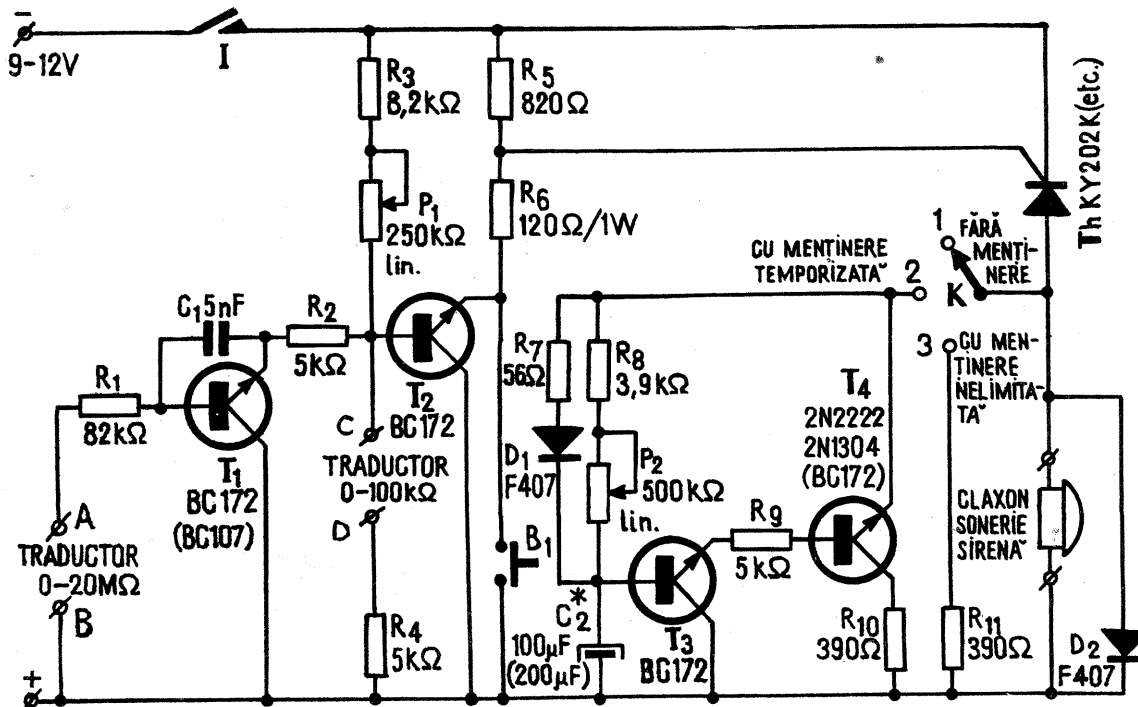 −
9-12V
I
R3
8,2kΩ
R5
820Ω
P1
250kΩ
lin.
R6
120Ω/1W
Th KY202K(etc.)
1
FĂRĂ
MENȚI-
NERE
CU MENȚINERE
TEMPORIZATĂ
2
K
3
CU MEN-
ȚINERE
NELIMITA-
TĂ
C1 5nF
R2
5kΩ
R1
82kΩ
T1
BC172
(BC107)
T2
BC172
C
TRADUCTOR
0-100kΩ
D
A
TRADUCTOR
0-20MΩ
B
R4
5kΩ
B1
R7
56Ω
R8
3,9kΩ
D1
F407
P2
500kΩ
lin.
T4
2N2222
2N1304
(BC172)
R9
5kΩ
C2*
100μF
(200μF)
T3
BC172
R10
390Ω
R11
390Ω
CLAXON
SONERIE
SIRENĂ
D2
F407
+